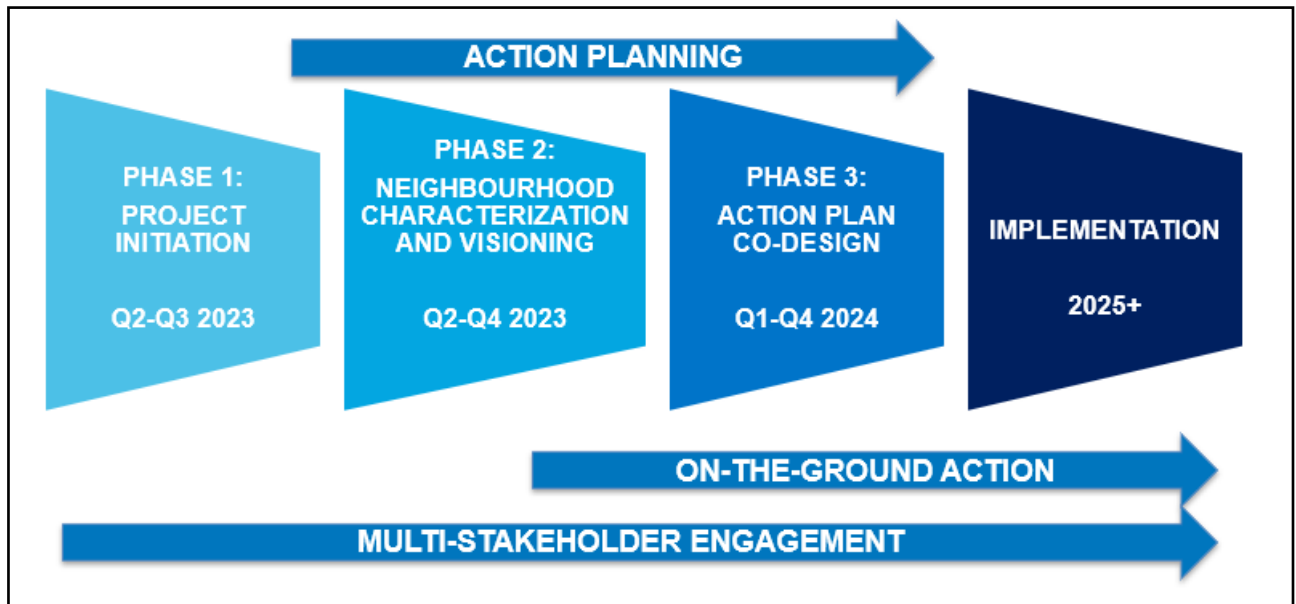 ACTION PLANNING
PHASE 1:
PROJECT
INITIATION
Q2-Q3 2023
PHASE 2:
NEIGHBOURHOOD
CHARACTERIZATION
AND VISIONING
Q2-Q4 2023
PHASE 3:
ACTION PLAN
CO-DESIGN
Q1-Q4 2024
IMPLEMENTATION
2025+
ON-THE-GROUND ACTION
MULTI-STAKEHOLDER ENGAGEMENT